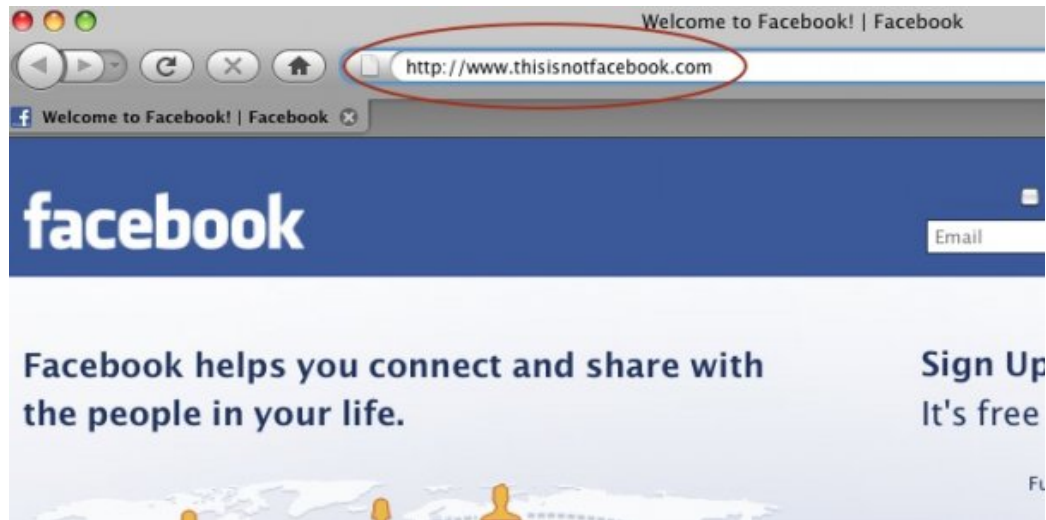 Welcome to Facebook! | Facebook
http://www.thisisnotfacebook.com
Welcome to Facebook! | Facebook
facebook
Email
Facebook helps you connect and share with
the people in your life.
Sign Up
It's free